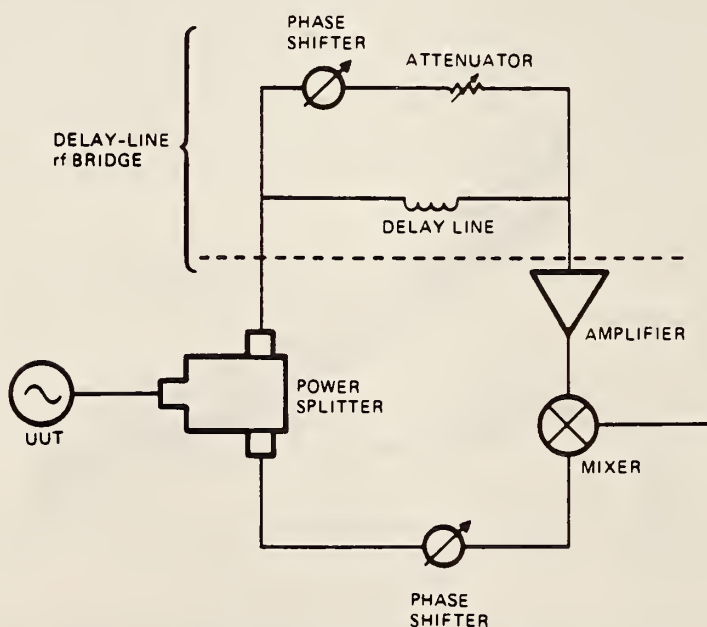 PHASE
SHIFTER
ATTENUATOR
DELAY-LINE
rf BRIDGE
DELAY LINE
AMPLIFIER
POWER
SPLITTER
UUT
MIXER
PHASE
SHIFTER